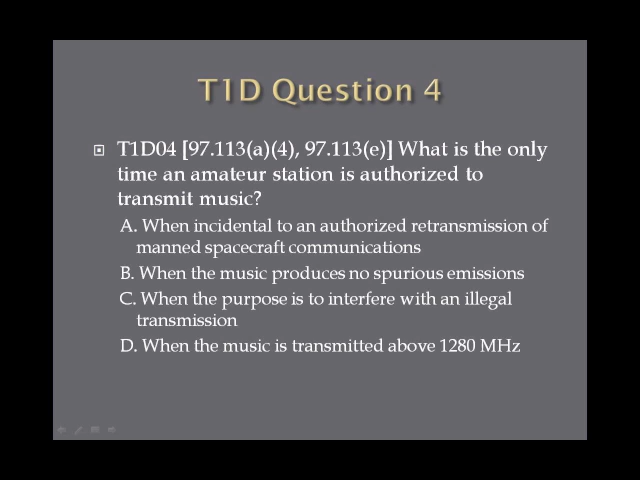 T1D Question 4
T1D04 [97.113(a)(4), 97.113(e)] What is the only
time an amateur station is authorized to
transmit music?
A. When incidental to an authorized retransmission of
manned spacecraft communications
B. When the music produces no spurious emissions
C. When the purpose is to interfere with an illegal
transmission
D. When the music is transmitted above 1280 MHz